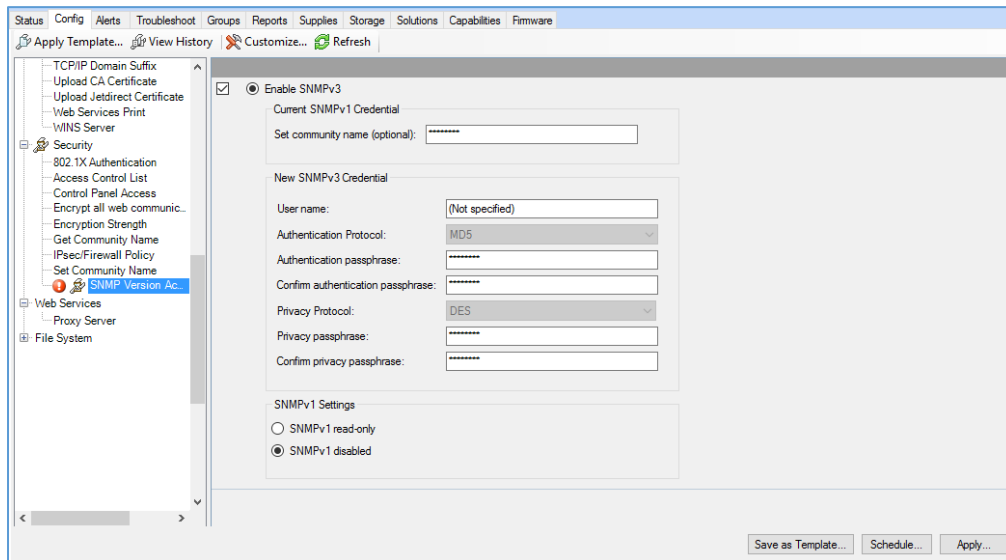 Status Config Alerts Troubleshoot Groups Reports Supplies Storage Solutions Capabilities Firmware
Apply Template... View History Customize... Refresh
TCP/IP Domain Suffix
Upload CA Certificate
Upload Jetdirect Certificate
Web Services Print
WINS Server
Security
802.1X Authentication
Access Control List
Control Panel Access
Encrypt all web communic...
Encryption Strength
Get Community Name
IPsec/Firewall Policy
Set Community Name
SNMP Version Ac...
Web Services
Proxy Server
File System
Enable SNMPv3
Current SNMPv1 Credential
Set community name (optional): ********
New SNMPv3 Credential
User name: (Not specified)
Authentication Protocol: MD5
Authentication passphrase: ********
Confirm authentication passphrase: ********
Privacy Protocol: DES
Privacy passphrase: ********
Confirm privacy passphrase: ********
SNMPv1 Settings
SNMPv1 read-only
SNMPv1 disabled
Save as Template... Schedule... Apply...